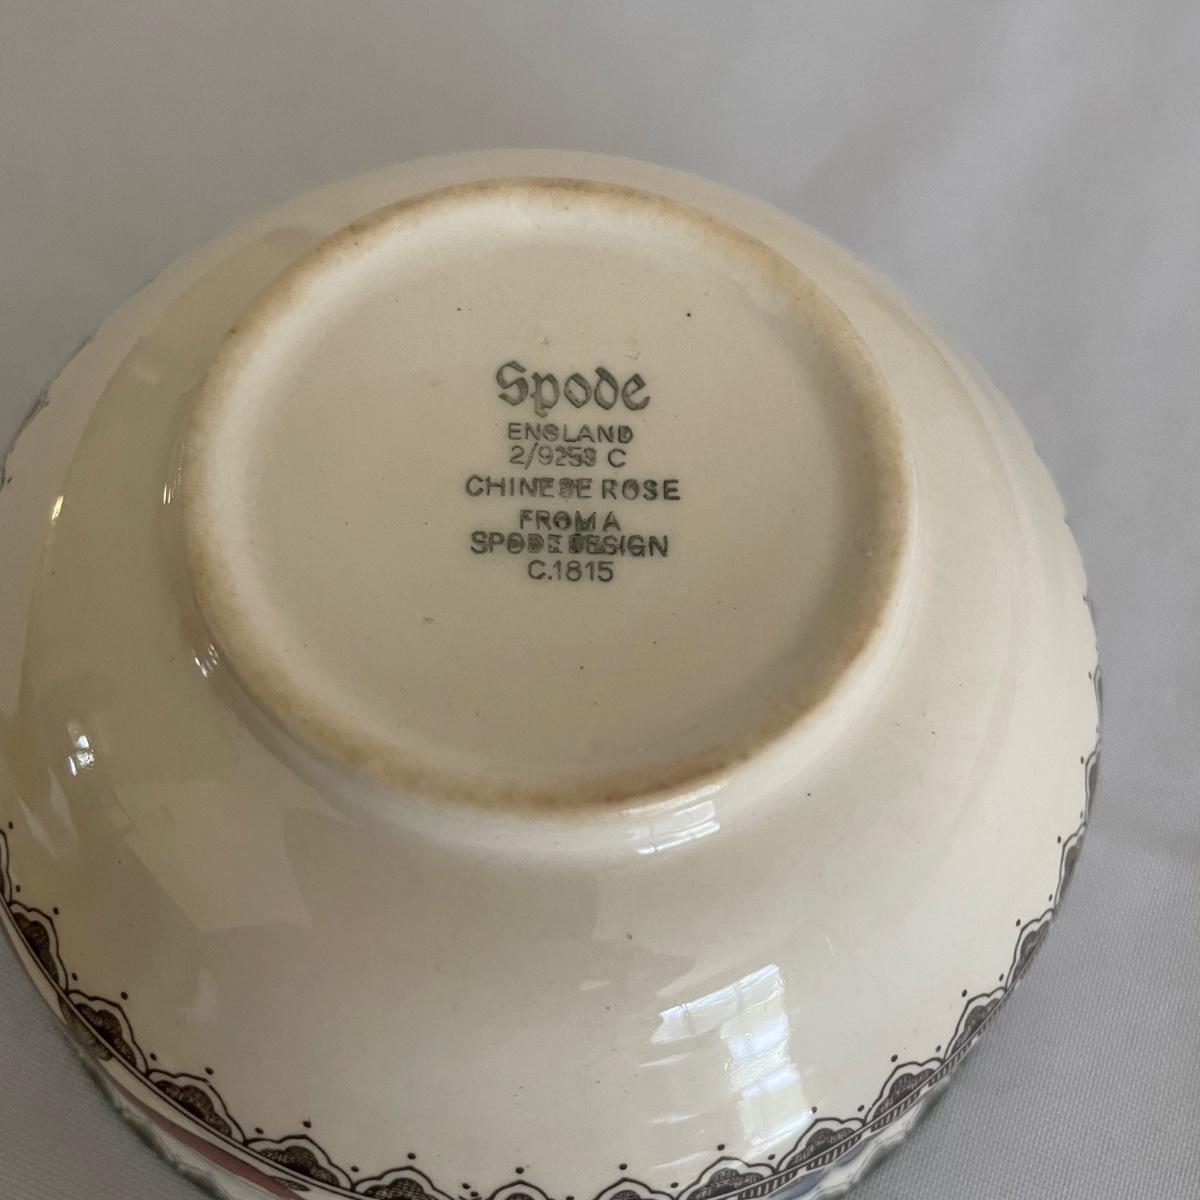 Spode
ENGLAND
2/9253 C
CHINESE ROSE
FROM A
SPODE DESIGN
C.1815